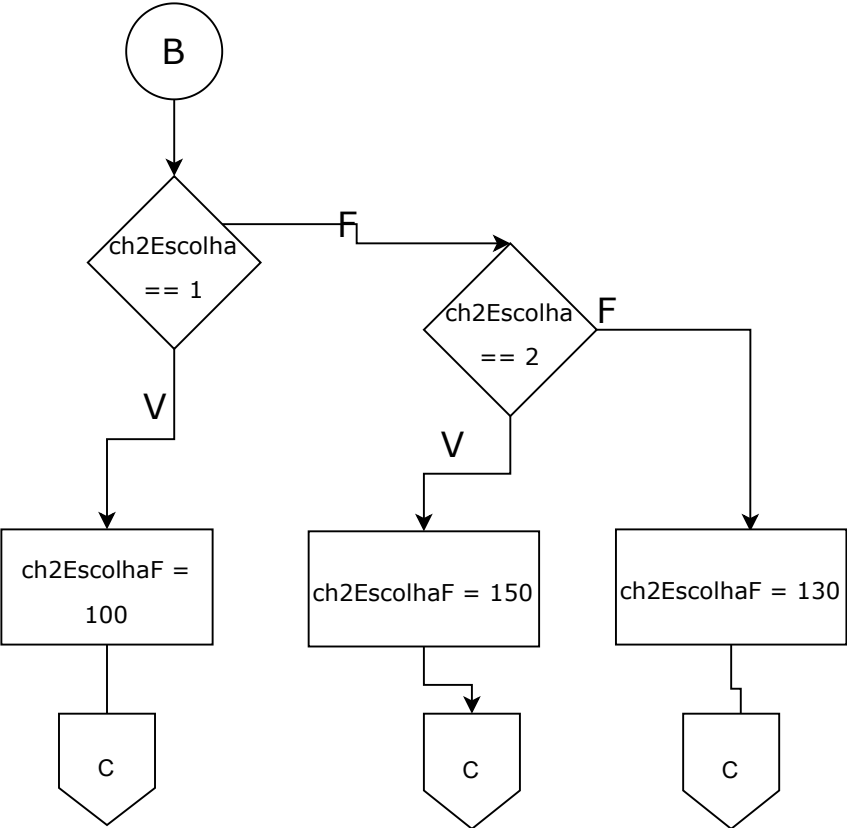 B
ch2Escolha
== 1
F
ch2Escolha
== 2
F
V
V
ch2EscolhaF =
100
ch2EscolhaF = 150
ch2EscolhaF = 130
C
C
C